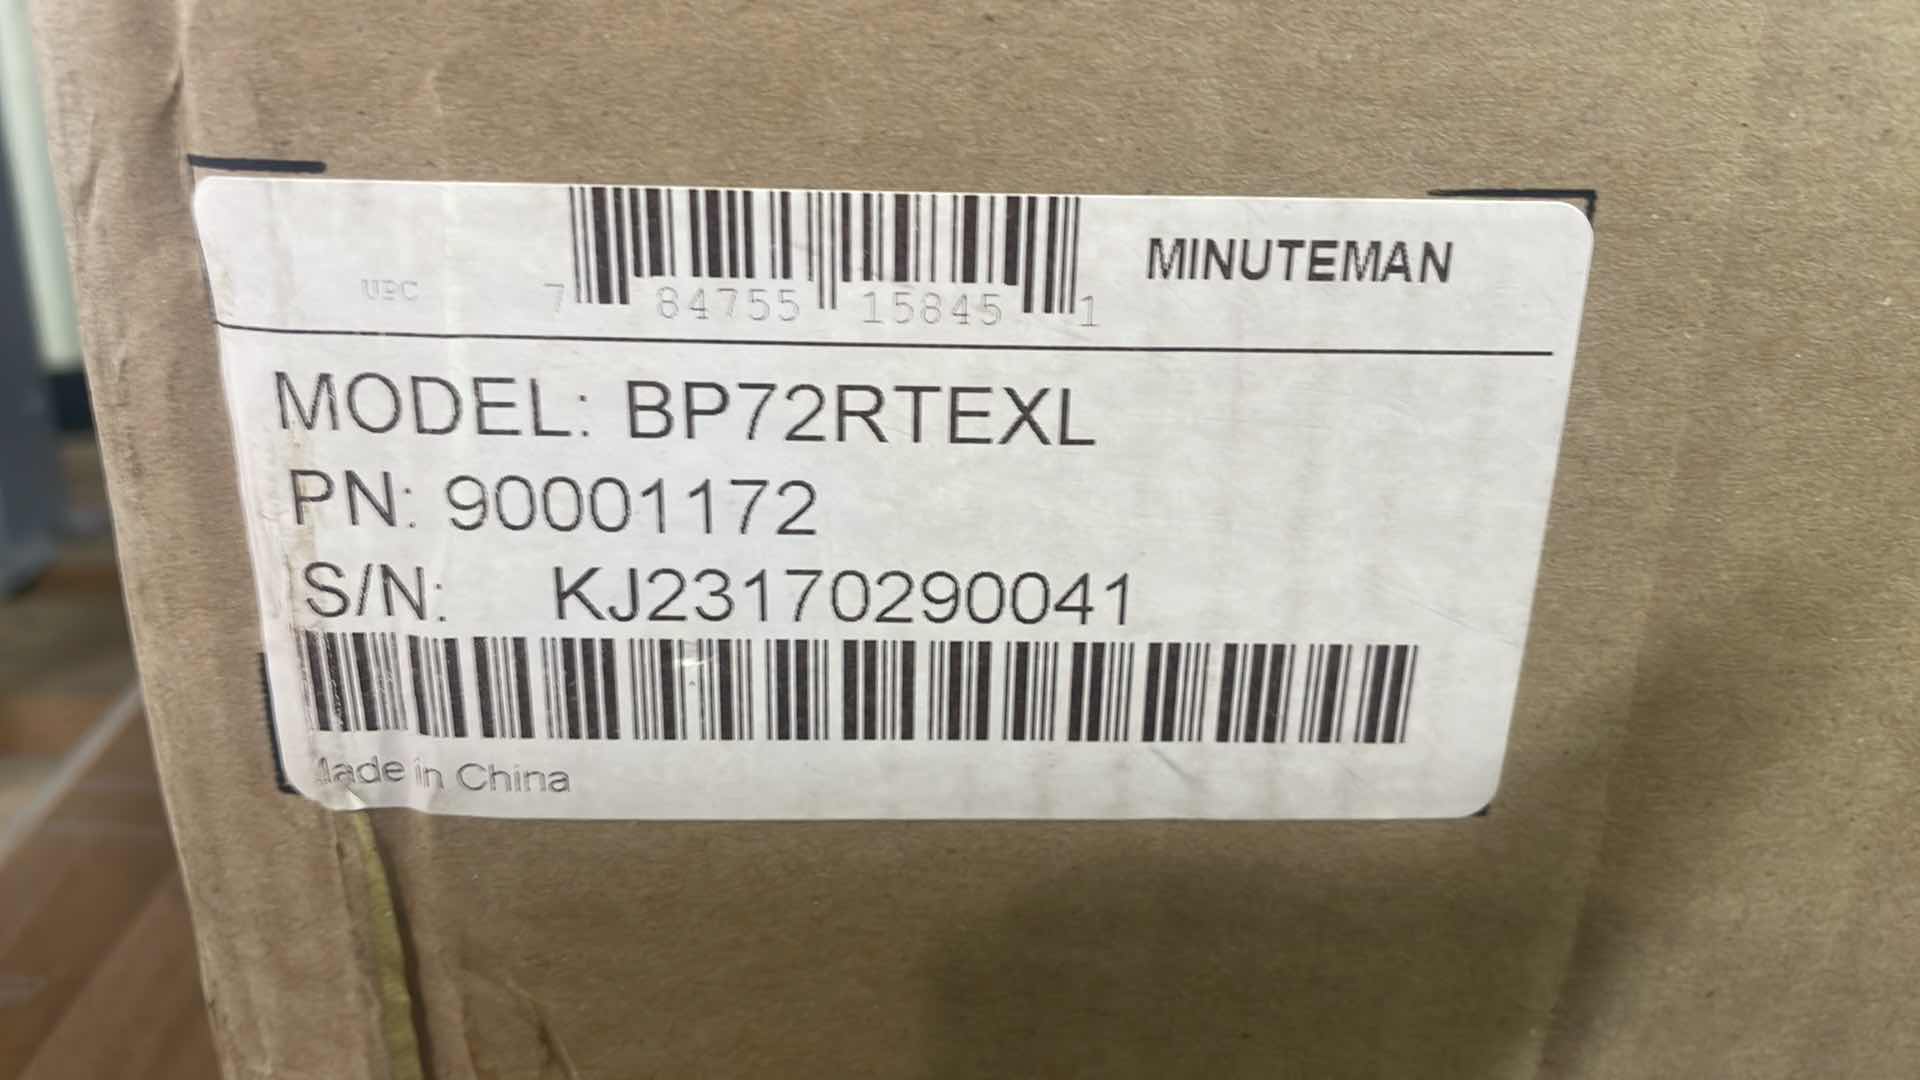 UPC 7 84755 15845 1 MINUTEMAN
MODEL: BP72RTEXL
PN: 90001172
S/N: KJ23170290041
Made in China